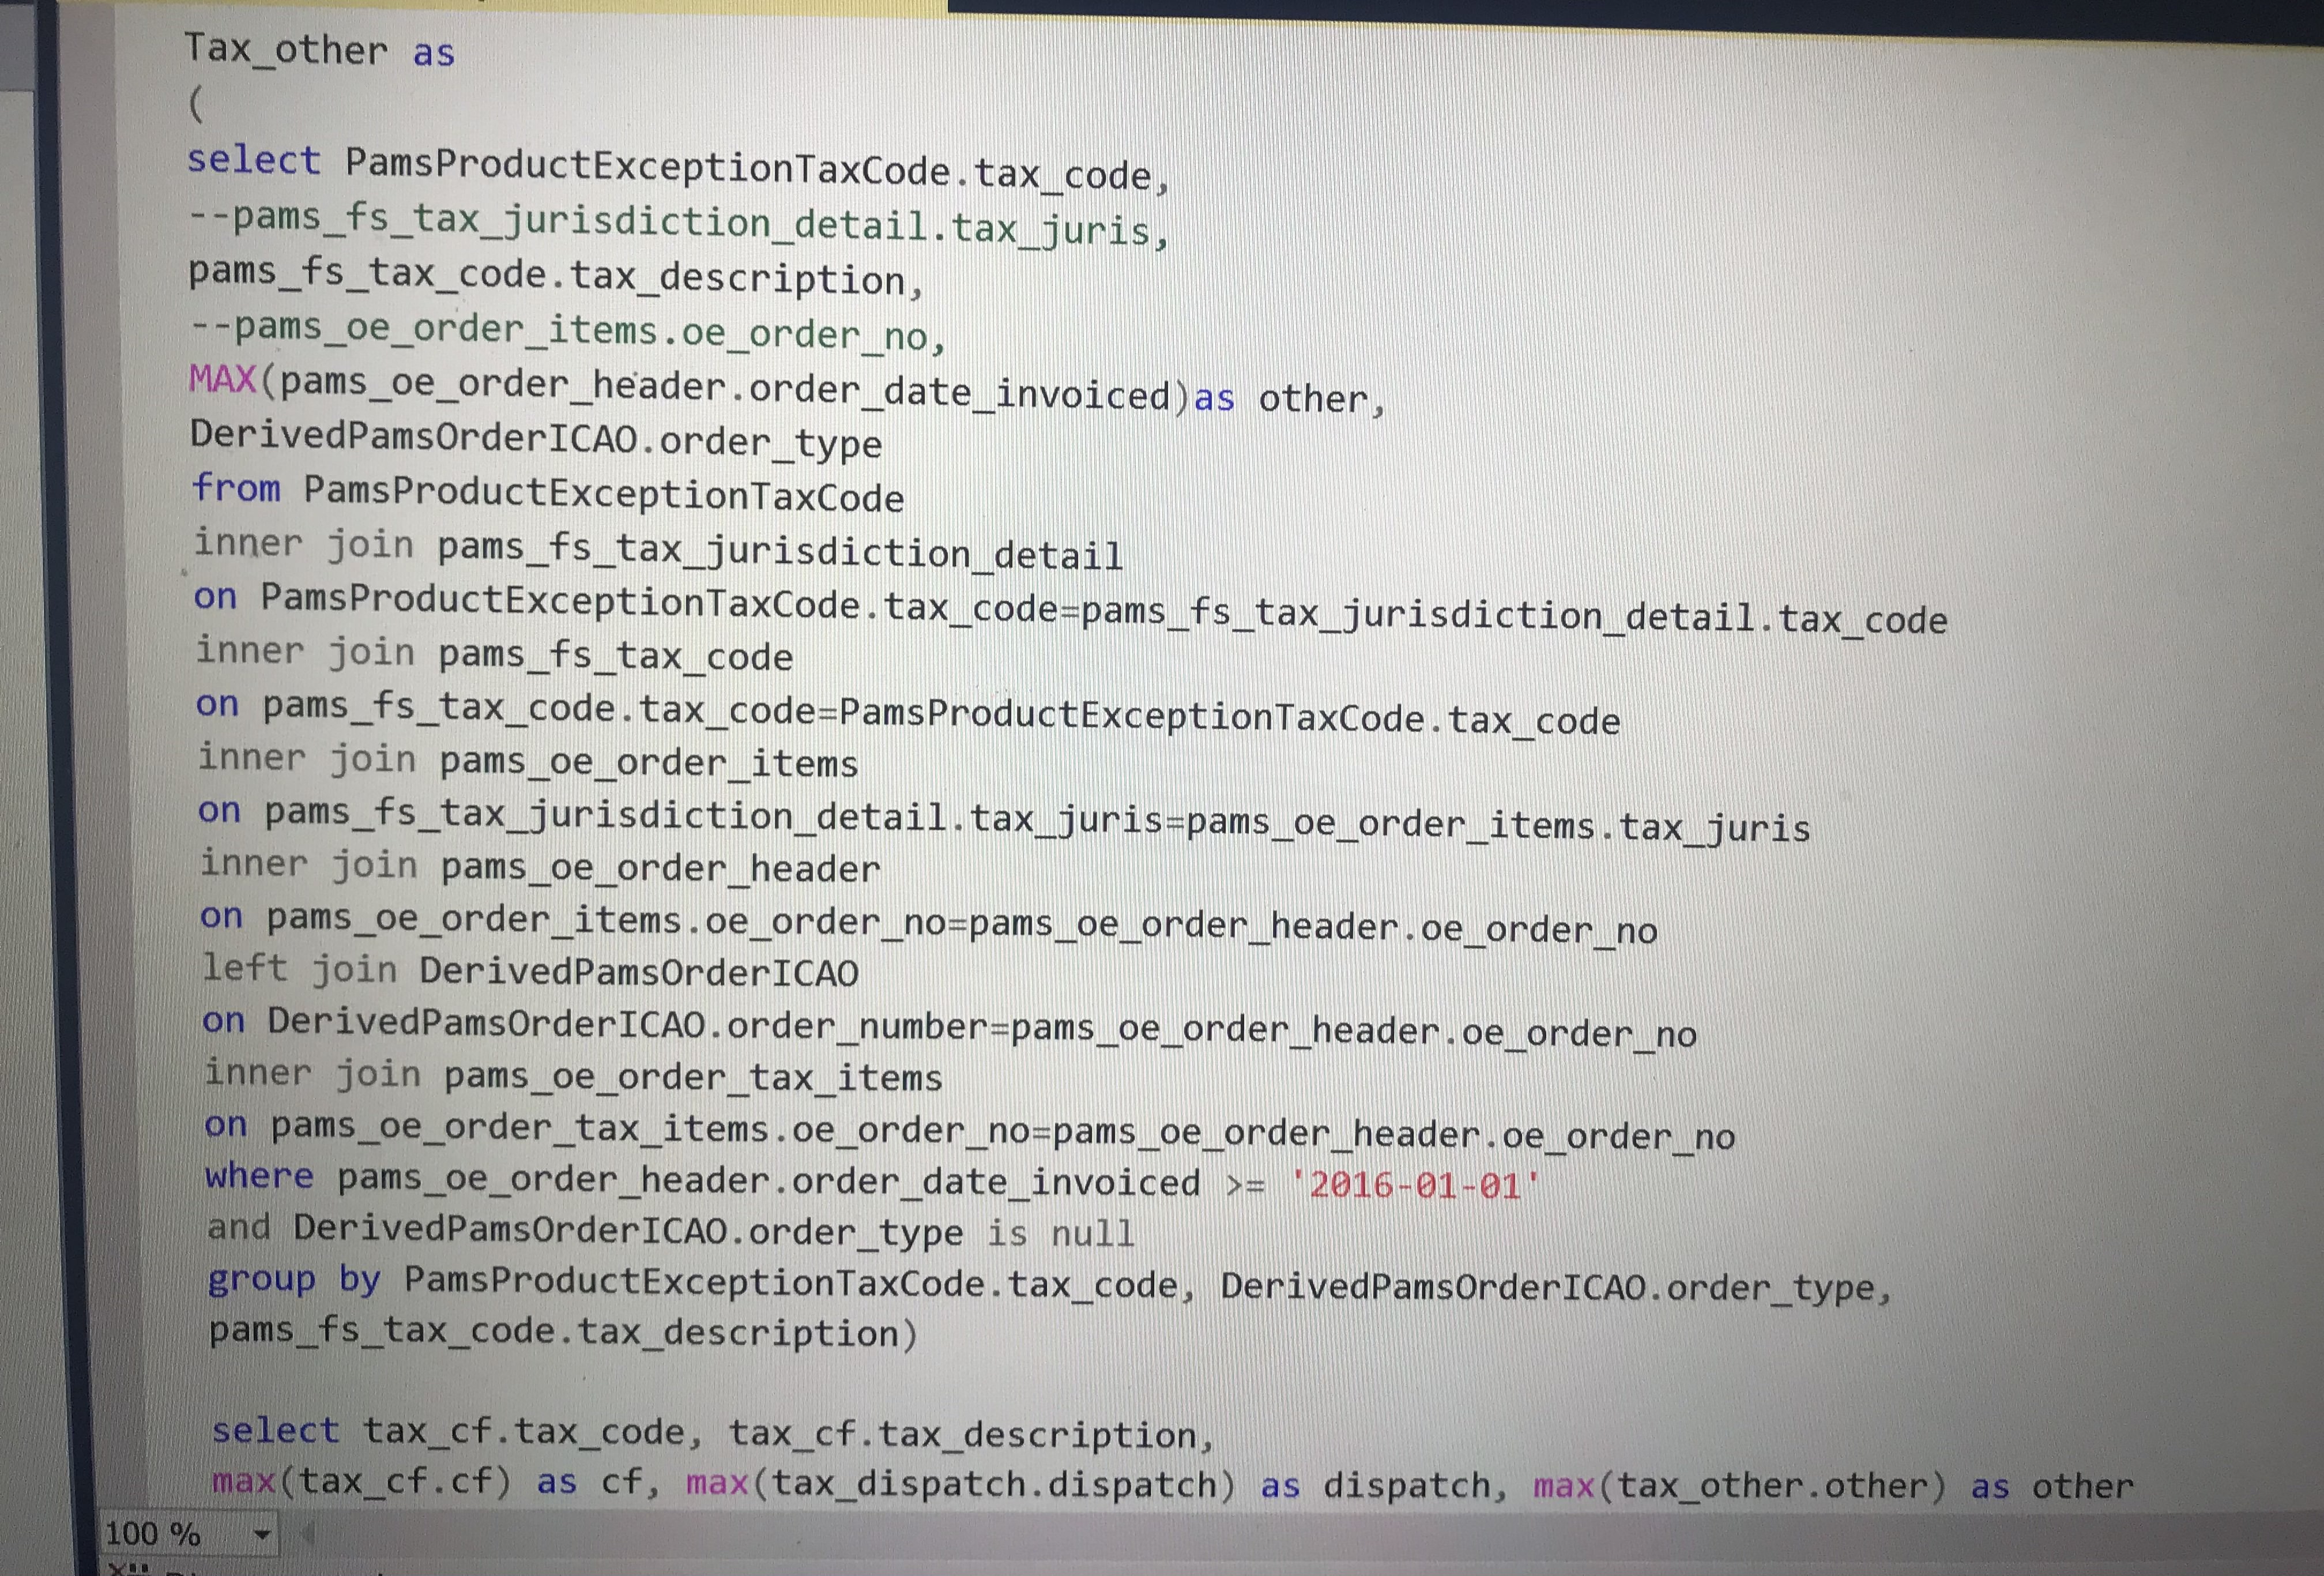 Tax_other as
(
select PamsProductExceptionTaxCode.tax_code,
--pams_fs_tax_jurisdiction_detail.tax_juris,
pams_fs_tax_code.tax_description,
--pams_oe_order_items.oe_order_no,
MAX(pams_oe_order_header.order_date_invoiced)as other,
DerivedPamsOrderICAO.order_type
from PamsProductExceptionTaxCode
inner join pams_fs_tax_jurisdiction_detail
on PamsProductExceptionTaxCode.tax_code=pams_fs_tax_jurisdiction_detail.tax_code
inner join pams_fs_tax_code
on pams_fs_tax_code.tax_code=PamsProductExceptionTaxCode.tax_code
inner join pams_oe_order_items
on pams_fs_tax_jurisdiction_detail.tax_juris=pams_oe_order_items.tax_juris
inner join pams_oe_order_header
on pams_oe_order_items.oe_order_no=pams_oe_order_header.oe_order_no
left join DerivedPamsOrderICAO
on DerivedPamsOrderICAO.order_number=pams_oe_order_header.oe_order_no
inner join pams_oe_order_tax_items
on pams_oe_order_tax_items.oe_order_no=pams_oe_order_header.oe_order_no
where pams_oe_order_header.order_date_invoiced >= '2016-01-01'
and DerivedPamsOrderICAO.order_type is null
group by PamsProductExceptionTaxCode.tax_code, DerivedPamsOrderICAO.order_type,
pams_fs_tax_code.tax_description)
select tax_cf.tax_code, tax_cf.tax_description,
max(tax_cf.cf) as cf, max(tax_dispatch.dispatch) as dispatch, max(tax_other.other) as other
100 %